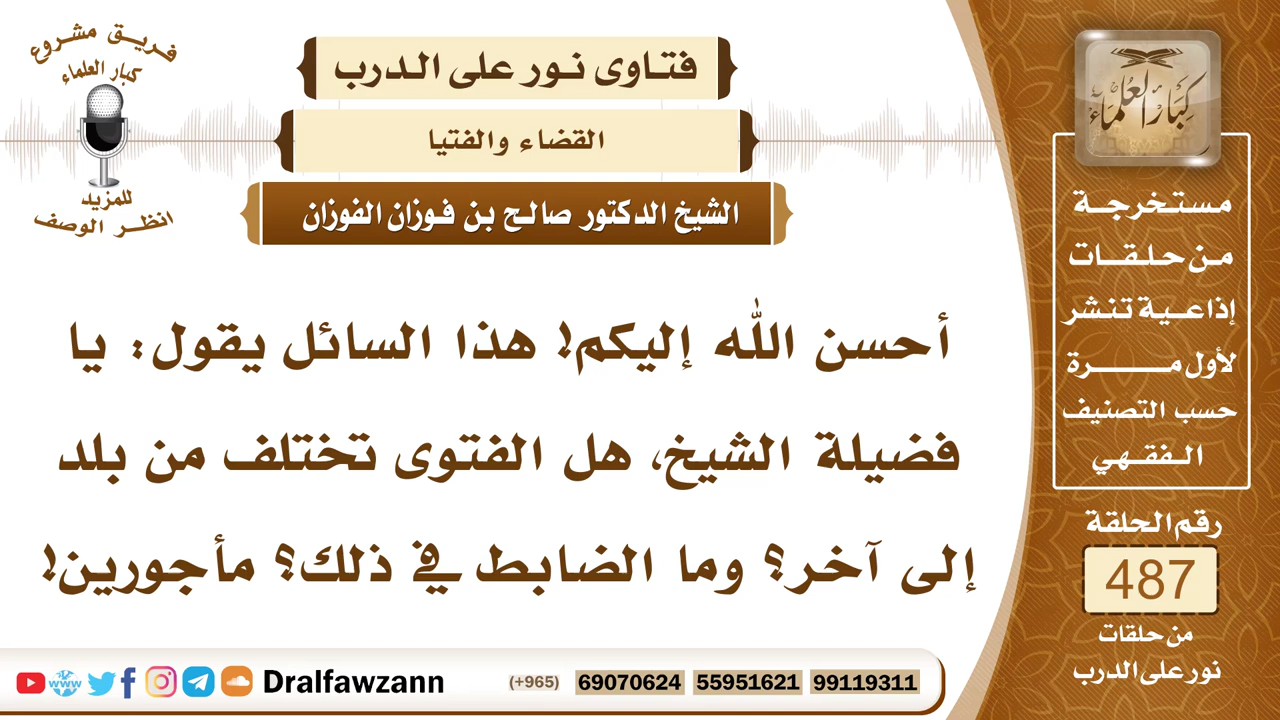 فريق مشروع
كبار العلماء
للمزيد
انظر الوصف
فتاوى نور على الدرب
القضاء والفتيا
الشيخ الدكتور صالح بن فوزان الفوزان
أحسن الله إليكم! هذا السائل يقول: يا
فضيلة الشيخ، هل الفتوى تختلف من بلد
إلى آخر؟ وما الضابط في ذلك؟ مأجورين!
كبار العلماء
مستخرجة
من حلقات
إذاعية تنشر
لأول مرة
حسب التصنيف
الفقهي
رقم الحلقة
487
من حلقات
نور على الدرب
www Dralfawzann (+965) 69070624 55951621 99119311